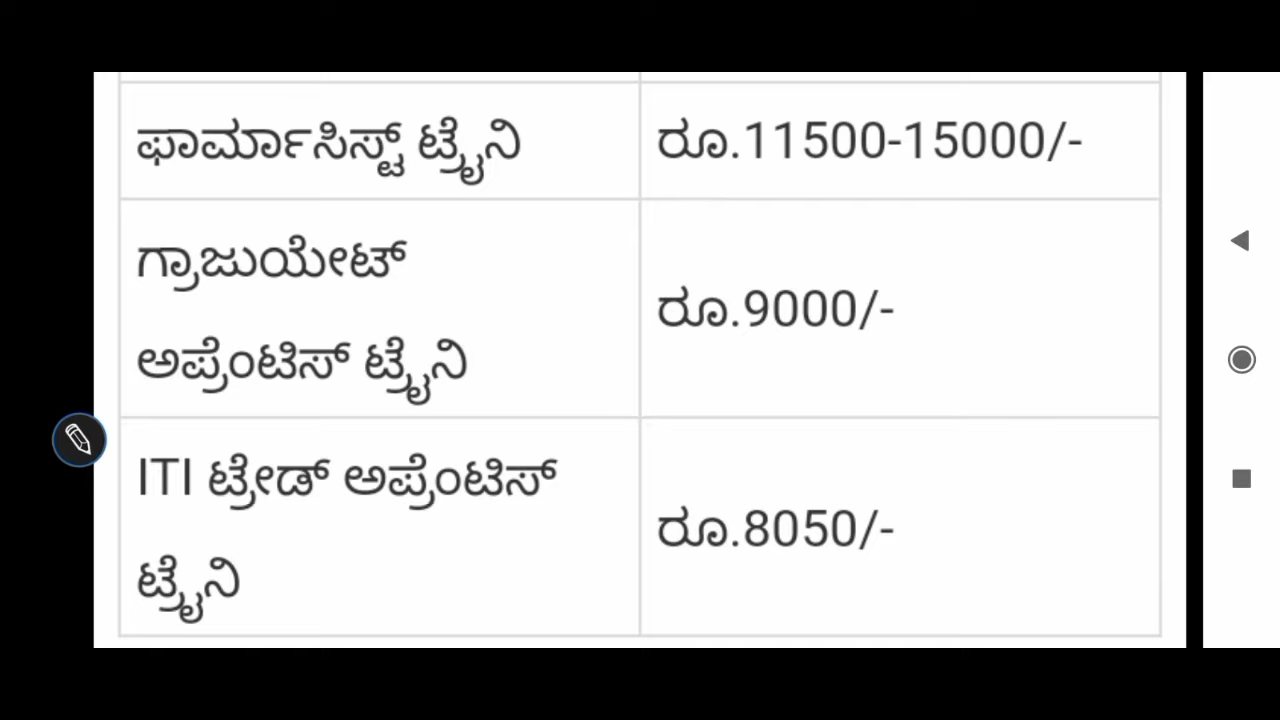 ಫಾರ್ಮಾಸಿಸ್ಟ್ ಟ್ರೈನಿ ರೂ.11500-15000/-
ಗ್ರಾಜುಯೇಟ್
ಅಪ್ರೆಂಟಿಸ್ ಟ್ರೈನಿ
ರೂ.9000/-
ITI ಟ್ರೇಡ್ ಅಪ್ರೆಂಟಿಸ್
ಟ್ರೈನಿ
ರೂ.8050/-